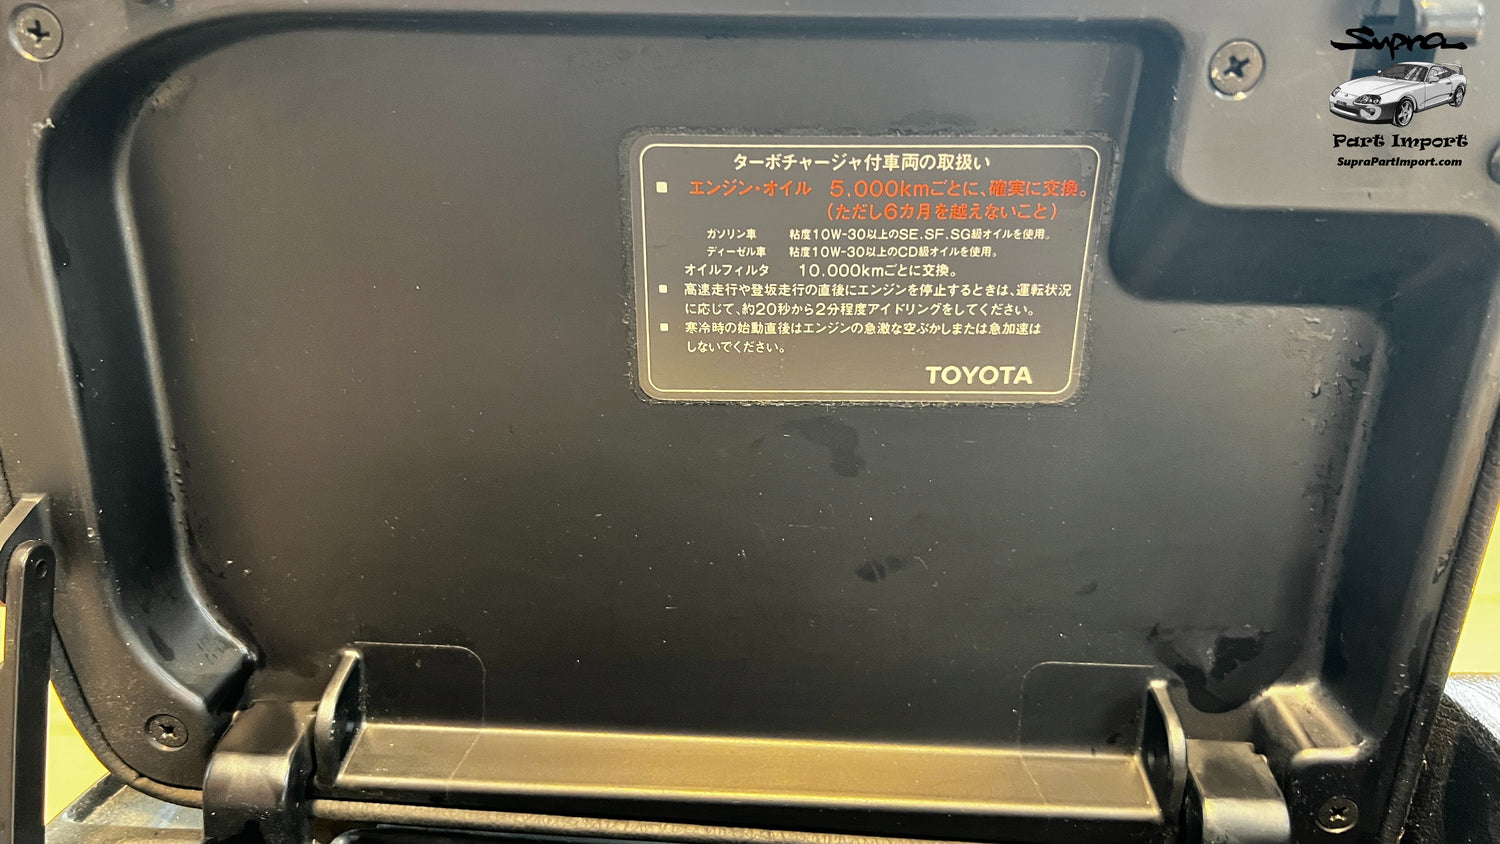 Supra
Part Import
SupraPartImport.com
ターボチャージャ付車両の取扱い
■ エンジン・オイル 5.000kmごとに、確実に交換。
(ただし6カ月を越えないこと)
ガソリン車 粘度10W-30以上のSE.SF.SG級オイルを使用。
ディーゼル車 粘度10W-30以上のCD級オイルを使用。
オイルフィルタ 10.000kmごとに交換。
■ 高速走行や登坂走行の直後にエンジンを停止するときは、運転状況
に応じて、約20秒から2分程度アイドリングをしてください。
■ 寒冷時の始動直後はエンジンの急激な空ぶかしまたは急加速は
しないでください。
TOYOTA